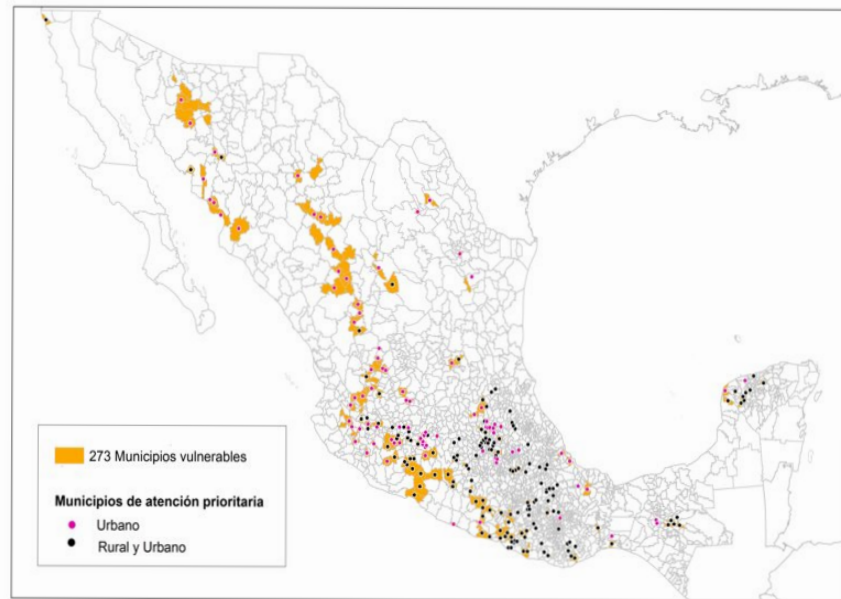 273 Municipios vulnerables
Municipios de atención prioritaria
Urbano
Rural y Urbano